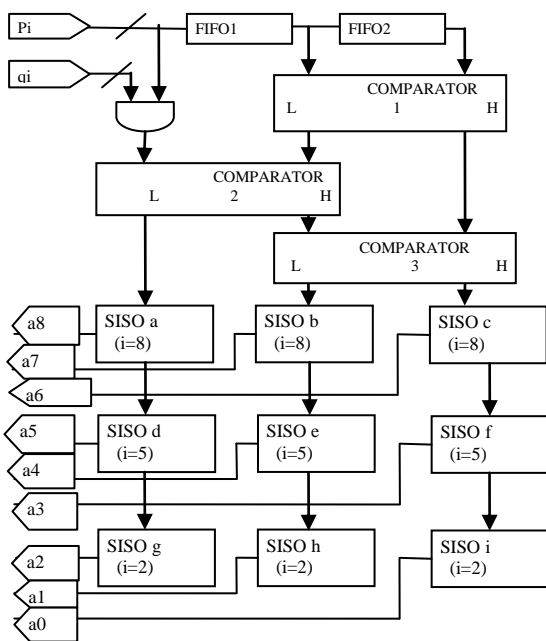 Pi
FIFO1
FIFO2
qi
COMPARATOR
L 1 H
COMPARATOR
L 2 H
COMPARATOR
L 3 H
a8
SISO a
(i=8)
SISO b
(i=8)
SISO c
(i=8)
a7
a6
a5
SISO d
(i=5)
SISO e
(i=5)
SISO f
(i=5)
a4
a3
a2
SISO g
(i=2)
SISO h
(i=2)
SISO i
(i=2)
a1
a0